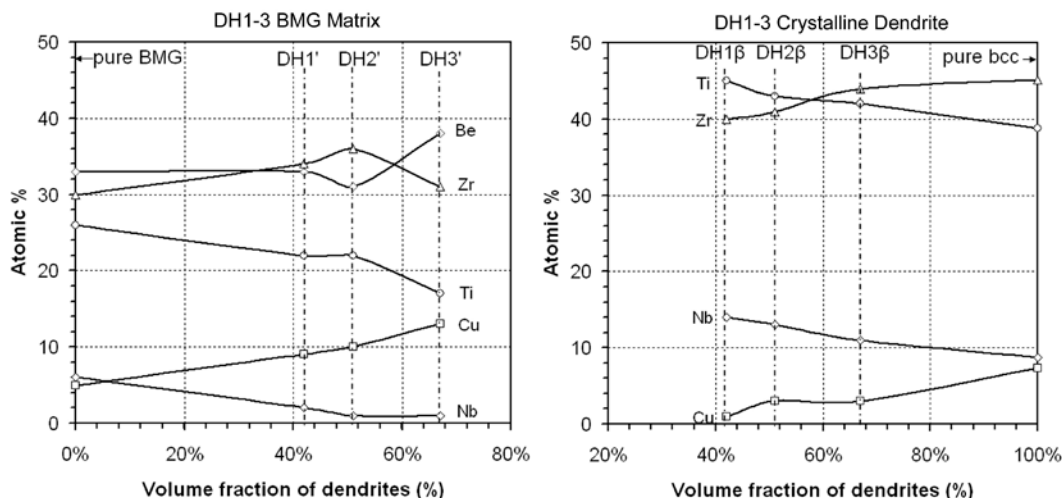 DH1-3 BMG Matrix
50
40
30
20
10
0
Atomic %
pure BMG
DH1'
DH2'
DH3'
Be
Zr
Ti
Cu
Nb
0%
20%
40%
60%
80%
Volume fraction of dendrites (%)
DH1-3 Crystalline Dendrite
50
40
30
20
10
0
Atomic %
DH1β
DH2β
DH3β
pure bcc
Ti
Zr
Nb
Cu
20%
40%
60%
80%
100%
Volume fraction of dendrites (%)